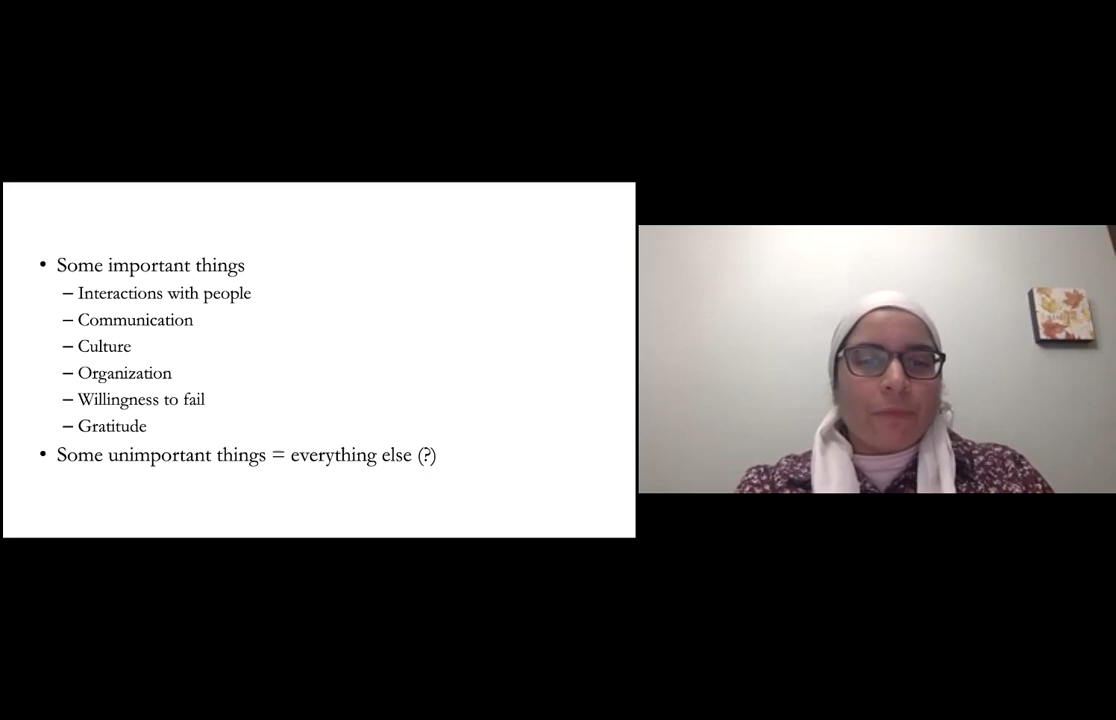 • Some important things
– Interactions with people
– Communication
– Culture
– Organization
– Willingness to fail
– Gratitude
• Some unimportant things = everything else (?)